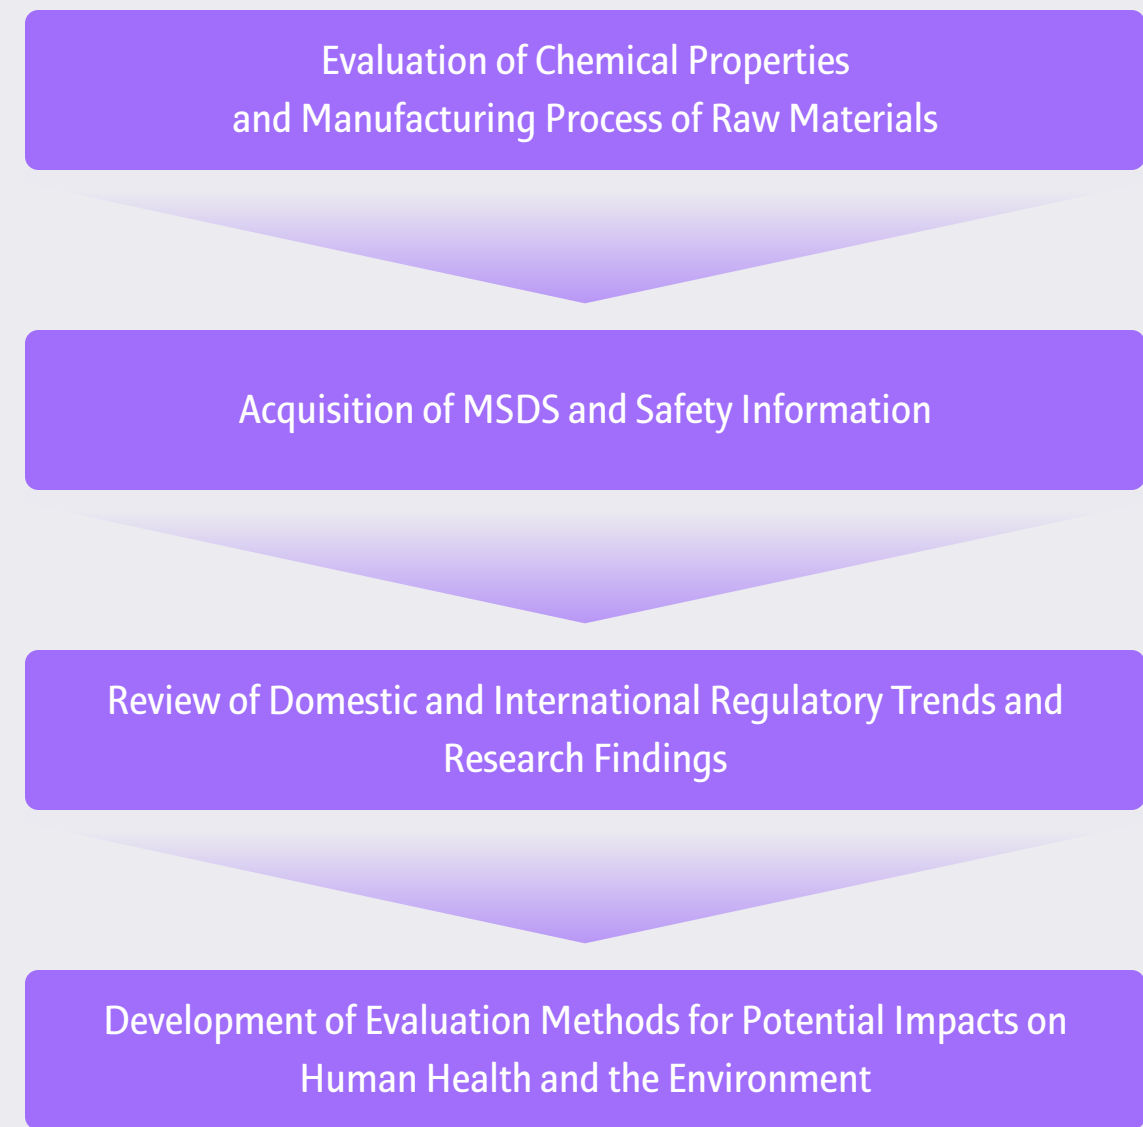 Evaluation of Chemical Properties
and Manufacturing Process of Raw Materials
Acquisition of MSDS and Safety Information
Review of Domestic and International Regulatory Trends and
Research Findings
Development of Evaluation Methods for Potential Impacts on
Human Health and the Environment